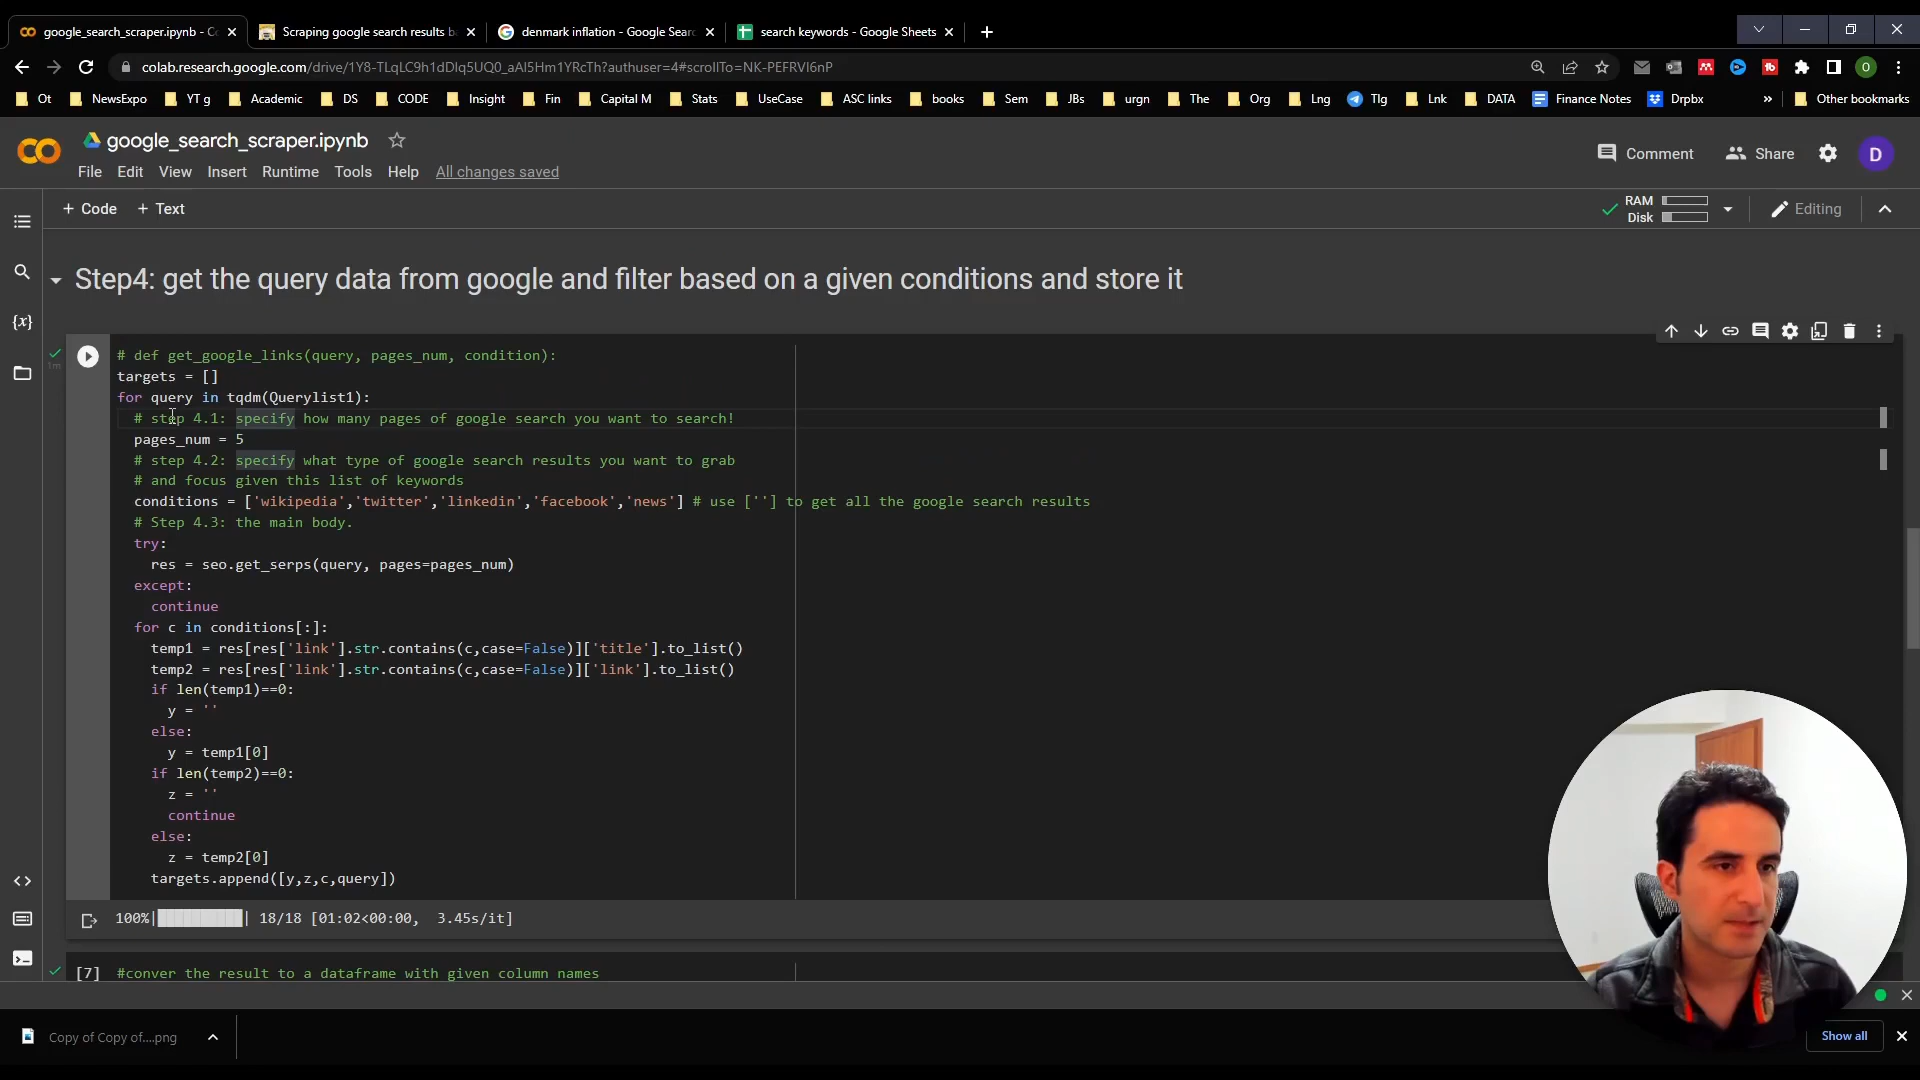 google_search_scraper.ipynb - Co
Scraping google search results b
denmark inflation - Google Sear
search keywords - Google Sheets
colab.research.google.com/drive/1Y8-TLqLC9h1dDIq5UQ0_aAI5Hm1YRcTh?authuser=4#scrollTo=NK-PEFRVI6nP
O
Ot
NewsExpo
YT g
Academic
DS
CODE
Insight
Fin
Capital M
Stats
UseCase
ASC links
books
Sem
JBs
urgn
The
Org
Lng
Tlg
Lnk
DATA
Finance Notes
Drpbx
»
Other bookmarks
google_search_scraper.ipynb
Comment
Share
D
File Edit View Insert Runtime Tools Help All changes saved
+ Code + Text
RAM
Disk
Editing
Step4: get the query data from google and filter based on a given conditions and store it
# def get_google_links(query, pages_num, condition):
targets = []
for query in tqdm(Querylist1):
# step 4.1: specify how many pages of google search you want to search!
pages_num = 5
# step 4.2: specify what type of google search results you want to grab
# and focus given this list of keywords
conditions = ['wikipedia','twitter','linkedin','facebook','news'] # use [''] to get all the google search results
# Step 4.3: the main body.
try:
res = seo.get_serps(query, pages=pages_num)
except:
continue
for c in conditions[:]:
temp1 = res[res['link'].str.contains(c,case=False)]['title'].to_list()
temp2 = res[res['link'].str.contains(c,case=False)]['link'].to_list()
if len(temp1)==0:
y = ''
else:
y = temp1[0]
if len(temp2)==0:
z = ''
continue
else:
z = temp2[0]
targets.append([y,z,c,query])
{x}
1m
100%|██████████| 18/18 [01:02<00:00, 3.45s/it]
[7] #conver the result to a dataframe with given column names
Copy of Copy of....png
Show all